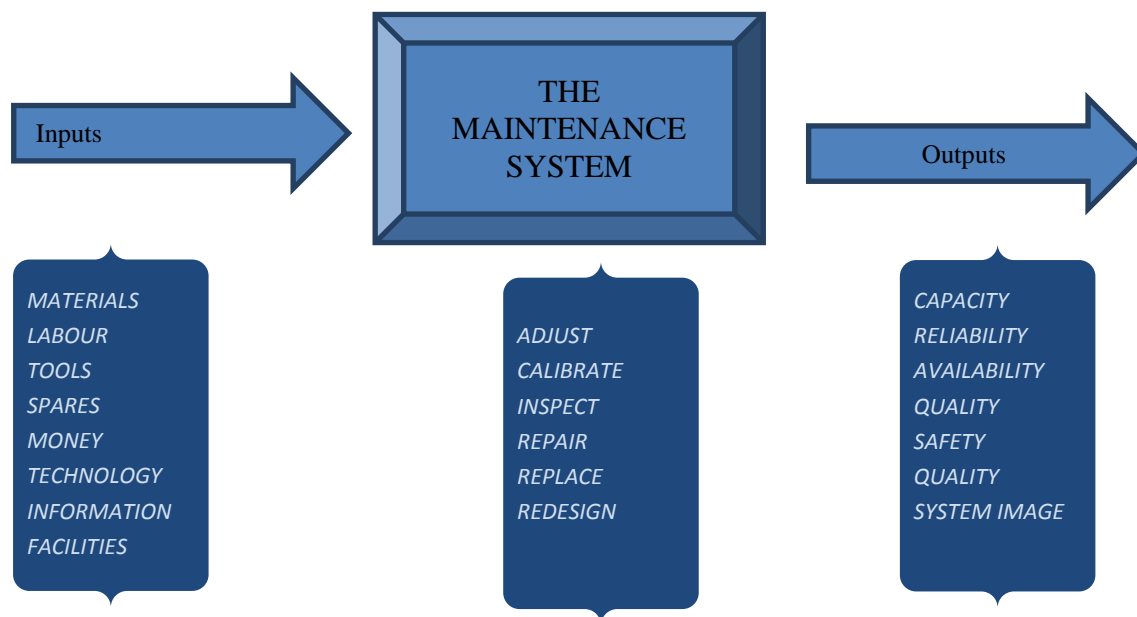 Inputs
THE
MAINTENANCE
SYSTEM
Outputs
MATERIALS
LABOUR
TOOLS
SPARES
MONEY
TECHNOLOGY
INFORMATION
FACILITIES
ADJUST
CALIBRATE
INSPECT
REPAIR
REPLACE
REDESIGN
CAPACITY
RELIABILITY
AVAILABILITY
QUALITY
SAFETY
QUALITY
SYSTEM IMAGE